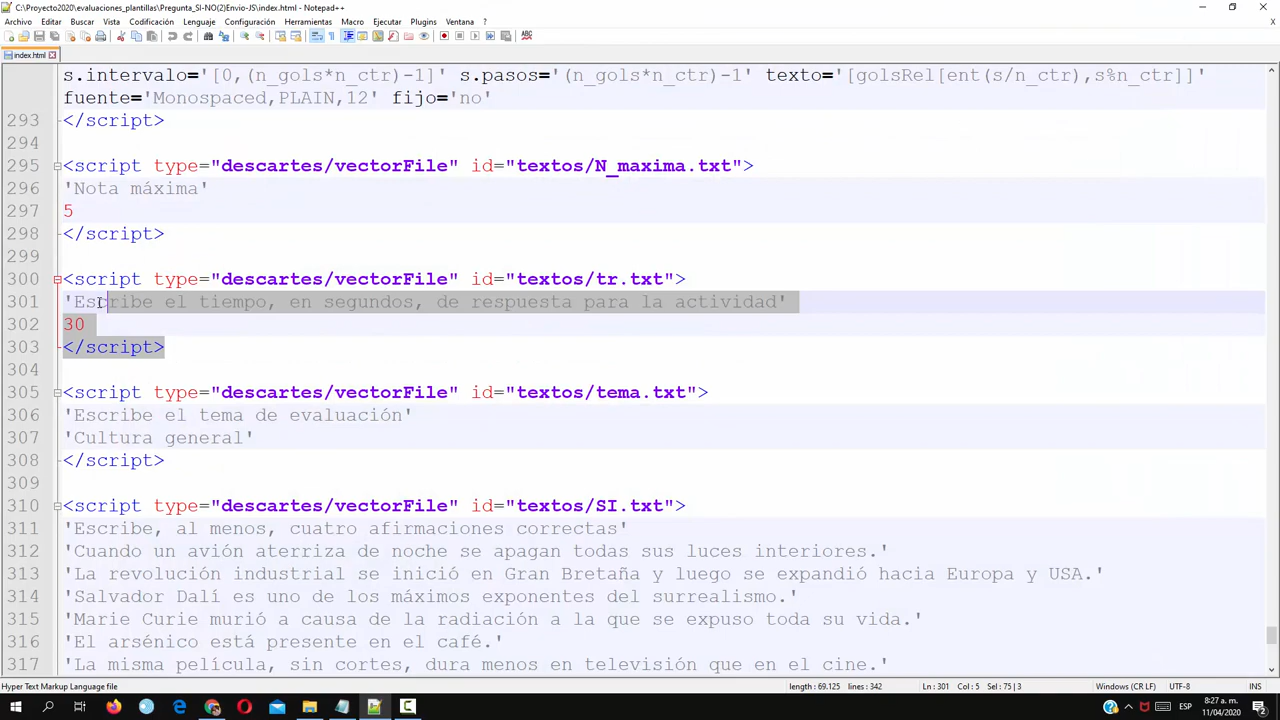 C:\Proyecto2020\evaluaciones_plantillas\Pregunta_SI-NO(2)Envio-JS\index.html - Notepad++
Archivo Editar Buscar Vista Codificación Lenguaje Configuración Herramientas Macro Ejecutar Plugins Ventana ?
index.html
s.intervalo='[0,(n_gols*n_ctr)-1]' s.pasos='(n_gols*n_ctr)-1' texto='[golsRel[ent(s/n_ctr),s%n_ctr]]'
fuente='Monospaced,PLAIN,12' fijo='no'
293 </script>
294
295 <script type="descartes/vectorFile" id="textos/N_maxima.txt">
296 'Nota máxima'
297 5
298 </script>
299
300 <script type="descartes/vectorFile" id="textos/tr.txt">
301 'Escribe el tiempo, en segundos, de respuesta para la actividad'
302 30
303 </script>
304
305 <script type="descartes/vectorFile" id="textos/tema.txt">
306 'Escribe el tema de evaluación'
307 'Cultura general'
308 </script>
309
310 <script type="descartes/vectorFile" id="textos/SI.txt">
311 'Escribe, al menos, cuatro afirmaciones correctas'
312 'Cuando un avión aterriza de noche se apagan todas sus luces interiores.'
313 'La revolución industrial se inició en Gran Bretaña y luego se expandió hacia Europa y USA.'
314 'Salvador Dalí es uno de los máximos exponentes del surrealismo.'
315 'Marie Curie murió a causa de la radiación a la que se expuso toda su vida.'
316 'El arsénico está presente en el café.'
317 'La misma película, sin cortes, dura menos en televisión que en el cine.'
Hyper Text Markup Language file length: 69.125 lines: 342 Ln: 301 Col: 5 Sel: 75 | 3 Windows (CR LF) UTF-8 INS
ESP 8:27 a. m.
11/04/2020
2